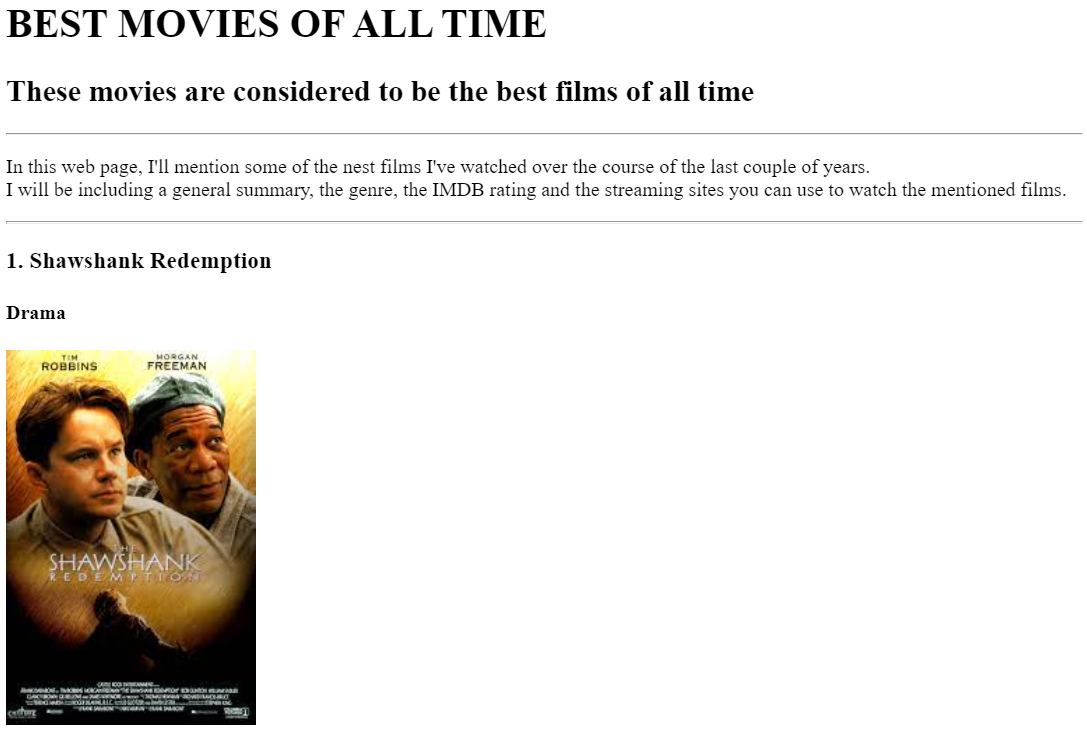 BEST MOVIES OF ALL TIME
These movies are considered to be the best films of all time
In this web page, I'll mention some of the nest films I've watched over the course of the last couple of years.
I will be including a general summary, the genre, the IMDB rating and the streaming sites you can use to watch the mentioned films.
1. Shawshank Redemption
Drama
TIM ROBBINS
MORGAN FREEMAN
THE
SHAWSHANK
REDEMPTION